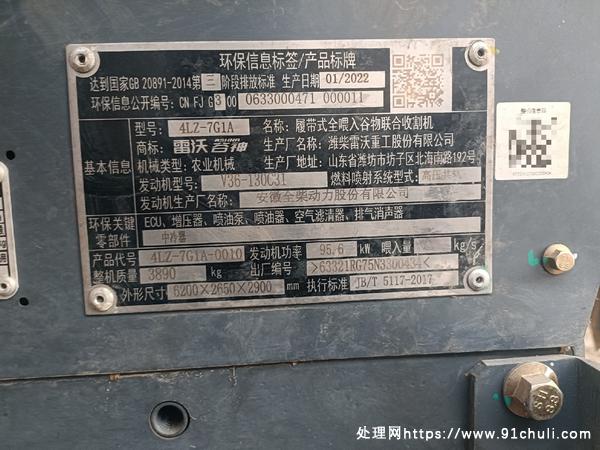 环保信息标签/产品标牌
达到国家GB 20891-2014第三阶段排放标准 生产日期 01/2022
环保信息公开编号: CN FJ G3 00 0633000471 000011
基本信息
型号: 4LZ-7G1A 名称: 履带式全喂入谷物联合收割机
商标: 雷沃谷神 生产厂名称: 潍柴雷沃重工股份有限公司
机械类型: 农业机械 生产厂地址: 山东省潍坊市坊子区北海南路192号
发动机型号: V36-130C31 燃料喷射系统型式: 高压共轨
发动机生产厂名称: 安徽全柴动力股份有限公司
环保关键零部件 ECU、增压器、喷油泵、喷油器、空气滤清器、排气消声器
中冷器
产品代号 4LZ-7G1A-0010 发动机功率 95.6 kW 喂入量 kg/s
整机质量 3890 kg 出厂编号 >63321RG75N3300434<
外形尺寸 6200×2650×2900 mm 执行标准 JB/T 5117-2017
处理网https://www.91chuli.com/